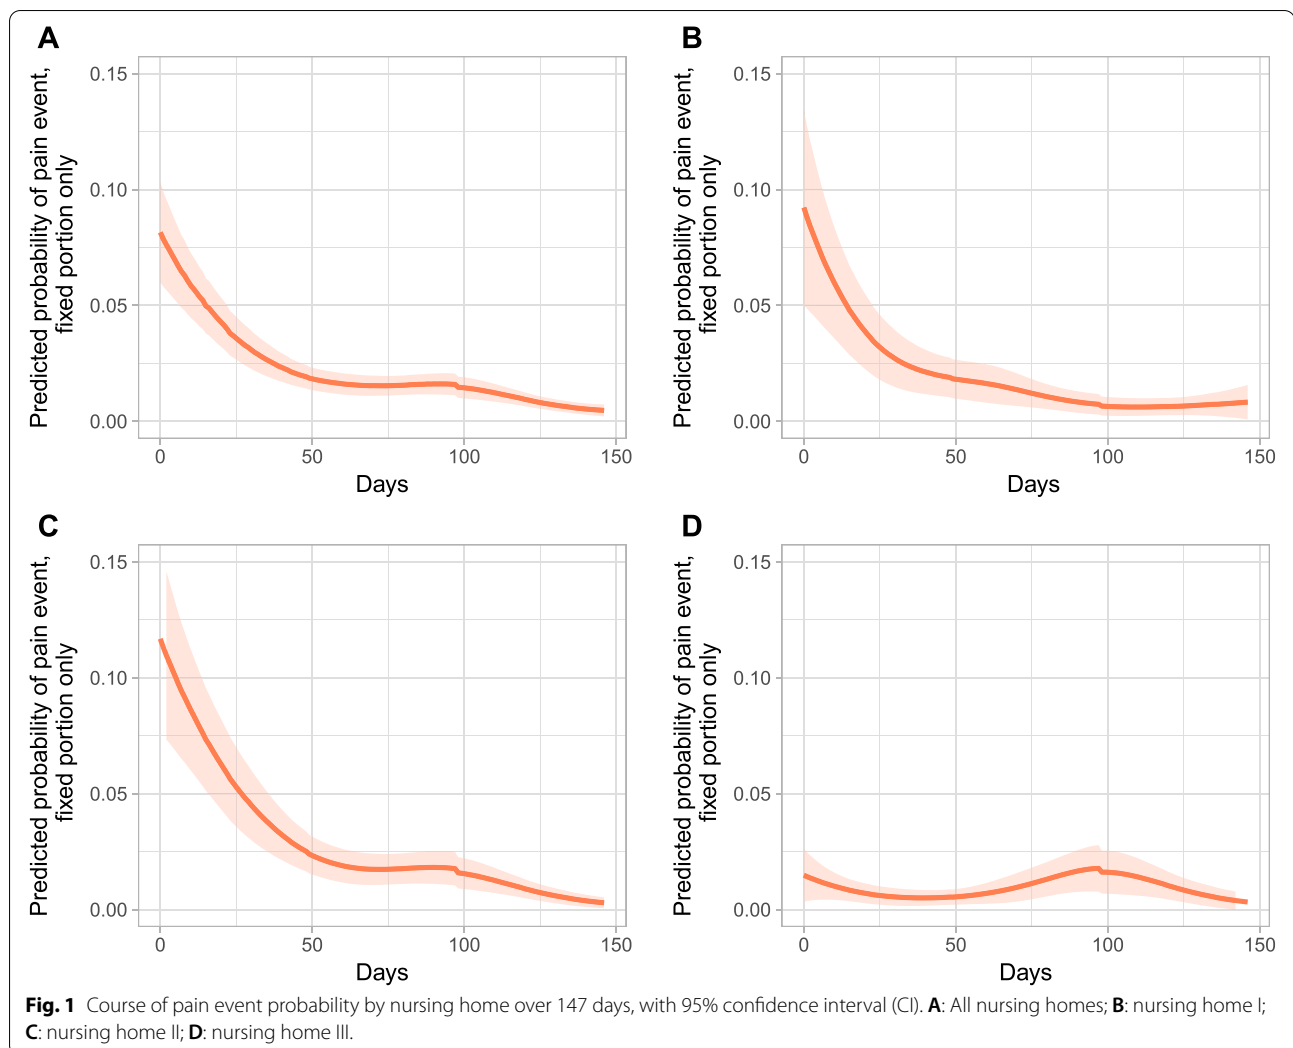 A
Predicted probability of pain event,
fixed portion only
0.15
0.10
0.05
0.00
0
50
100
150
Days
B
Predicted probability of pain event,
fixed portion only
0.15
0.10
0.05
0.00
0
50
100
150
Days
C
Predicted probability of pain event,
fixed portion only
0.15
0.10
0.05
0.00
0
50
100
150
Days
D
Predicted probability of pain event,
fixed portion only
0.15
0.10
0.05
0.00
0
50
100
150
Days
Fig. 1 Course of pain event probability by nursing home over 147 days, with 95% confidence interval (CI). A: All nursing homes; B: nursing home I;
C: nursing home II; D: nursing home III.